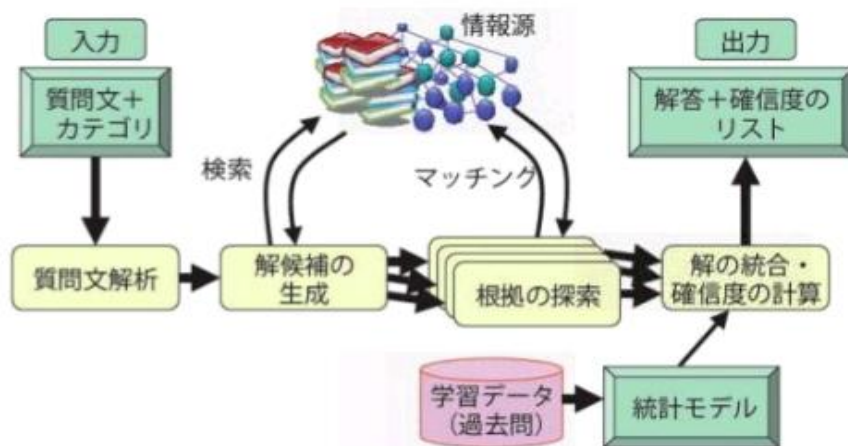 入力
情報源
出力
質問文+
カテゴリ
解答+確信度の
リスト
検索
マッチング
質問文解析
解候補の
生成
根拠の探索
解の統合・
確信度の計算
学習データ
(過去問)
統計モデル